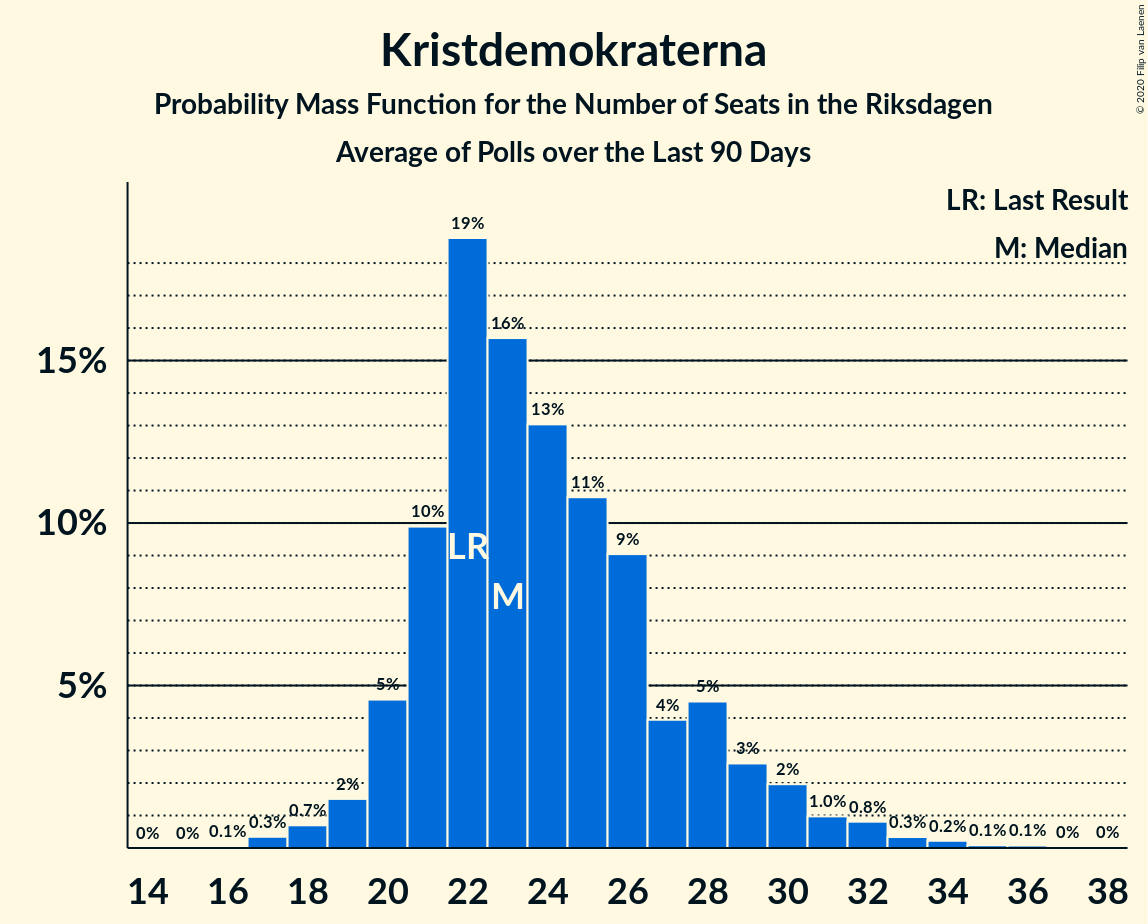 Kristdemokraterna
Probability Mass Function for the Number of Seats in the Riksdagen
Average of Polls over the Last 90 Days
© 2020 Filip van Laenen
LR: Last Result
M: Median
15%
10%
5%
0% 0% 0.1% 0.3% 0.7% 2% 5% 10% 19% 16% 13% 11% 9% 4% 5% 3% 2% 1.0% 0.8% 0.3% 0.2% 0.1% 0.1% 0% 0%
LR
M
14 16 18 20 22 24 26 28 30 32 34 36 38